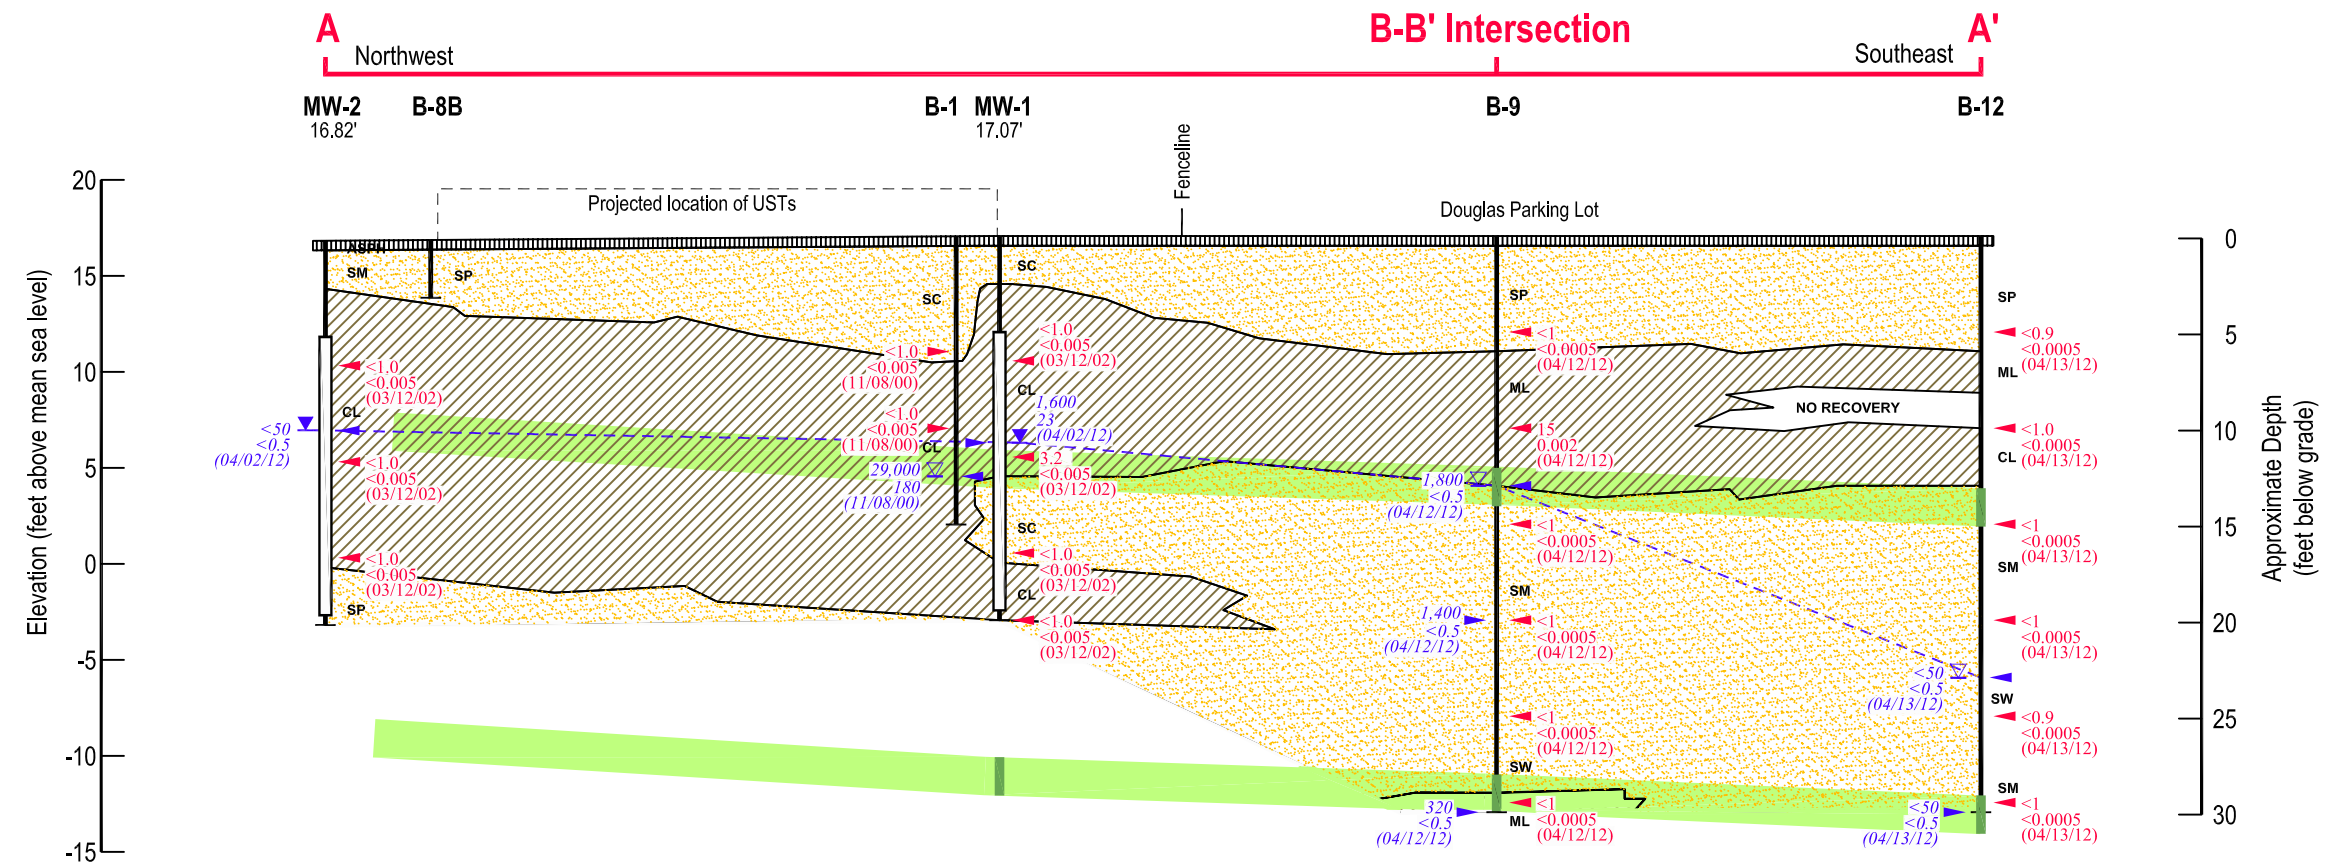 A
B-B' Intersection
A'
Northwest
Southeast
MW-2
B-8B
B-1
MW-1
B-9
B-12
16.82'
17.07'
Fenceline
20
15
10
5
0
-5
-10
-15
Elevation (feet above mean sea level)
Projected location of USTs
Douglas Parking Lot
ASPH
SM
SP
SC
SC
SP
SP
<1.0
<0.005
(03/12/02)
CL
<50
<0.5
(04/02/12)
<1.0
<0.005
(03/12/02)
<1.0
<0.005
(03/12/02)
SP
<1.0
<0.005
(11/08/00)
<1.0
<0.005
(11/08/00)
CL
29,000
180
(11/08/00)
<1.0
<0.005
(03/12/02)
CL
1,600
23
(04/02/12)
3.2
<0.005
(03/12/02)
SC
<1.0
<0.005
(03/12/02)
CL
<1.0
<0.005
(03/12/02)
<1
<0.0005
(04/12/12)
ML
15
0.002
(04/12/12)
1,800
<0.5
(04/12/12)
<1
<0.0005
(04/12/12)
SM
1,400
<0.5
(04/12/12)
<1
<0.0005
(04/12/12)
<1
<0.0005
(04/12/12)
SW
320
<0.5
(04/12/12)
<1
<0.0005
(04/12/12)
ML
NO RECOVERY
<0.9
<0.0005
(04/13/12)
ML
<1.0
<0.0005
(04/13/12)
CL
<1
<0.0005
(04/13/12)
SM
<1
<0.0005
(04/13/12)
<50
<0.5
(04/13/12)
SW
<0.9
<0.0005
(04/13/12)
SM
<50
<0.5
(04/13/12)
<1
<0.0005
(04/13/12)
0
5
10
15
20
25
30
Approximate Depth
(feet below grade)